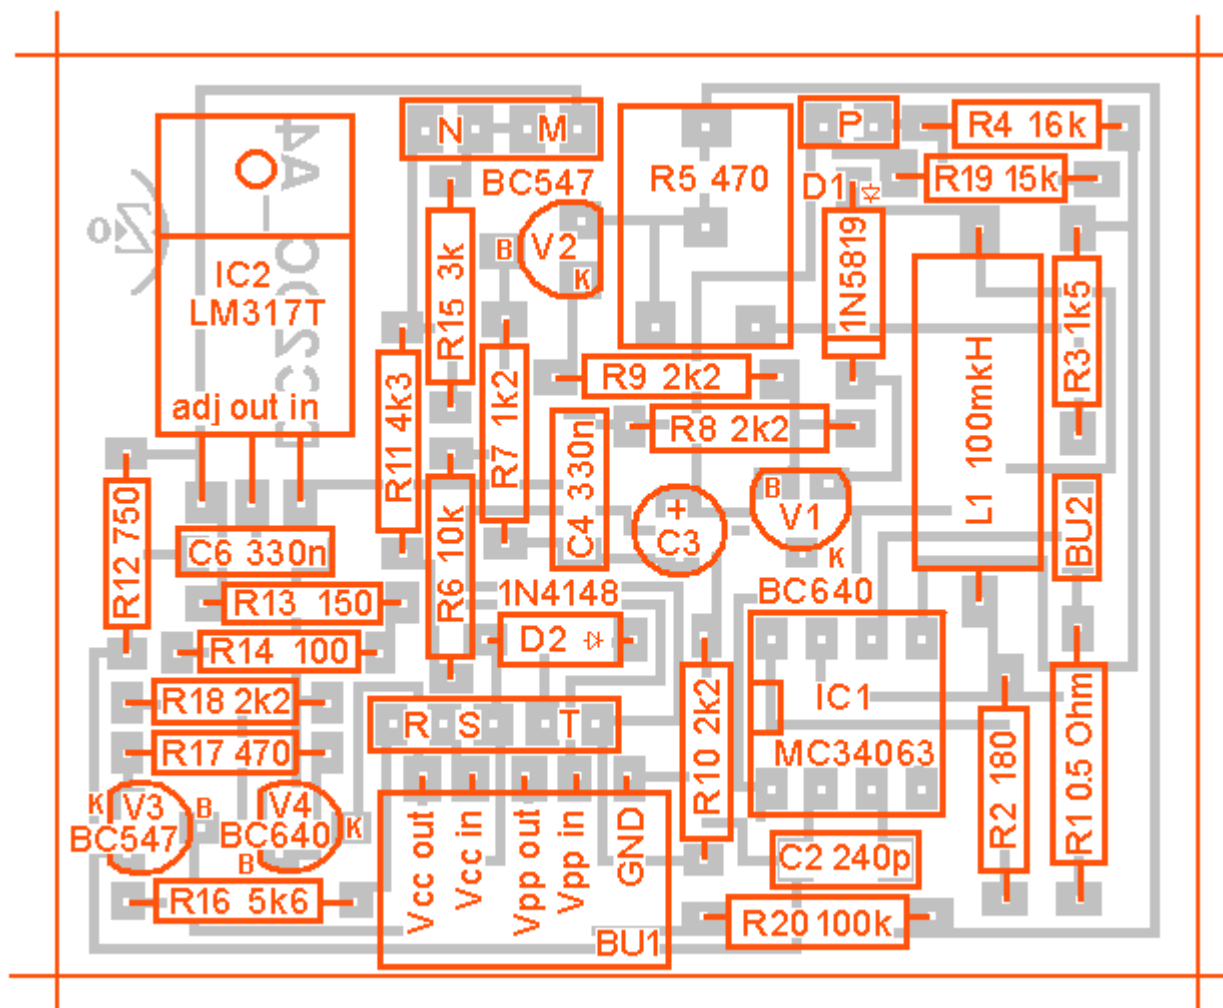 N M
P
R4 16k
R19 15k
BC547
R5 470
D1
V2
B
K
1N5819
IC2
LM317T
adj out in
R15 3k
R11 4k3
R7 1k2
R9 2k2
R8 2k2
C4 330n
R3 1k5
L1 100mkH
BU2
R12 750
C6 330n
R13 150
R14 100
R6 10k
+
C3
B
V1
K
BC640
1N4148
D2
R18 2k2
R17 470
R S T
IC1
MC34063
R10 2k2
R2 180
R1 0.5 Ohm
K
V3
BC547
B
V4
BC640
B
K
Vcc out
Vcc in
Vpp out
Vpp in
GND
BU1
C2 240p
R16 5k6
R20 100k